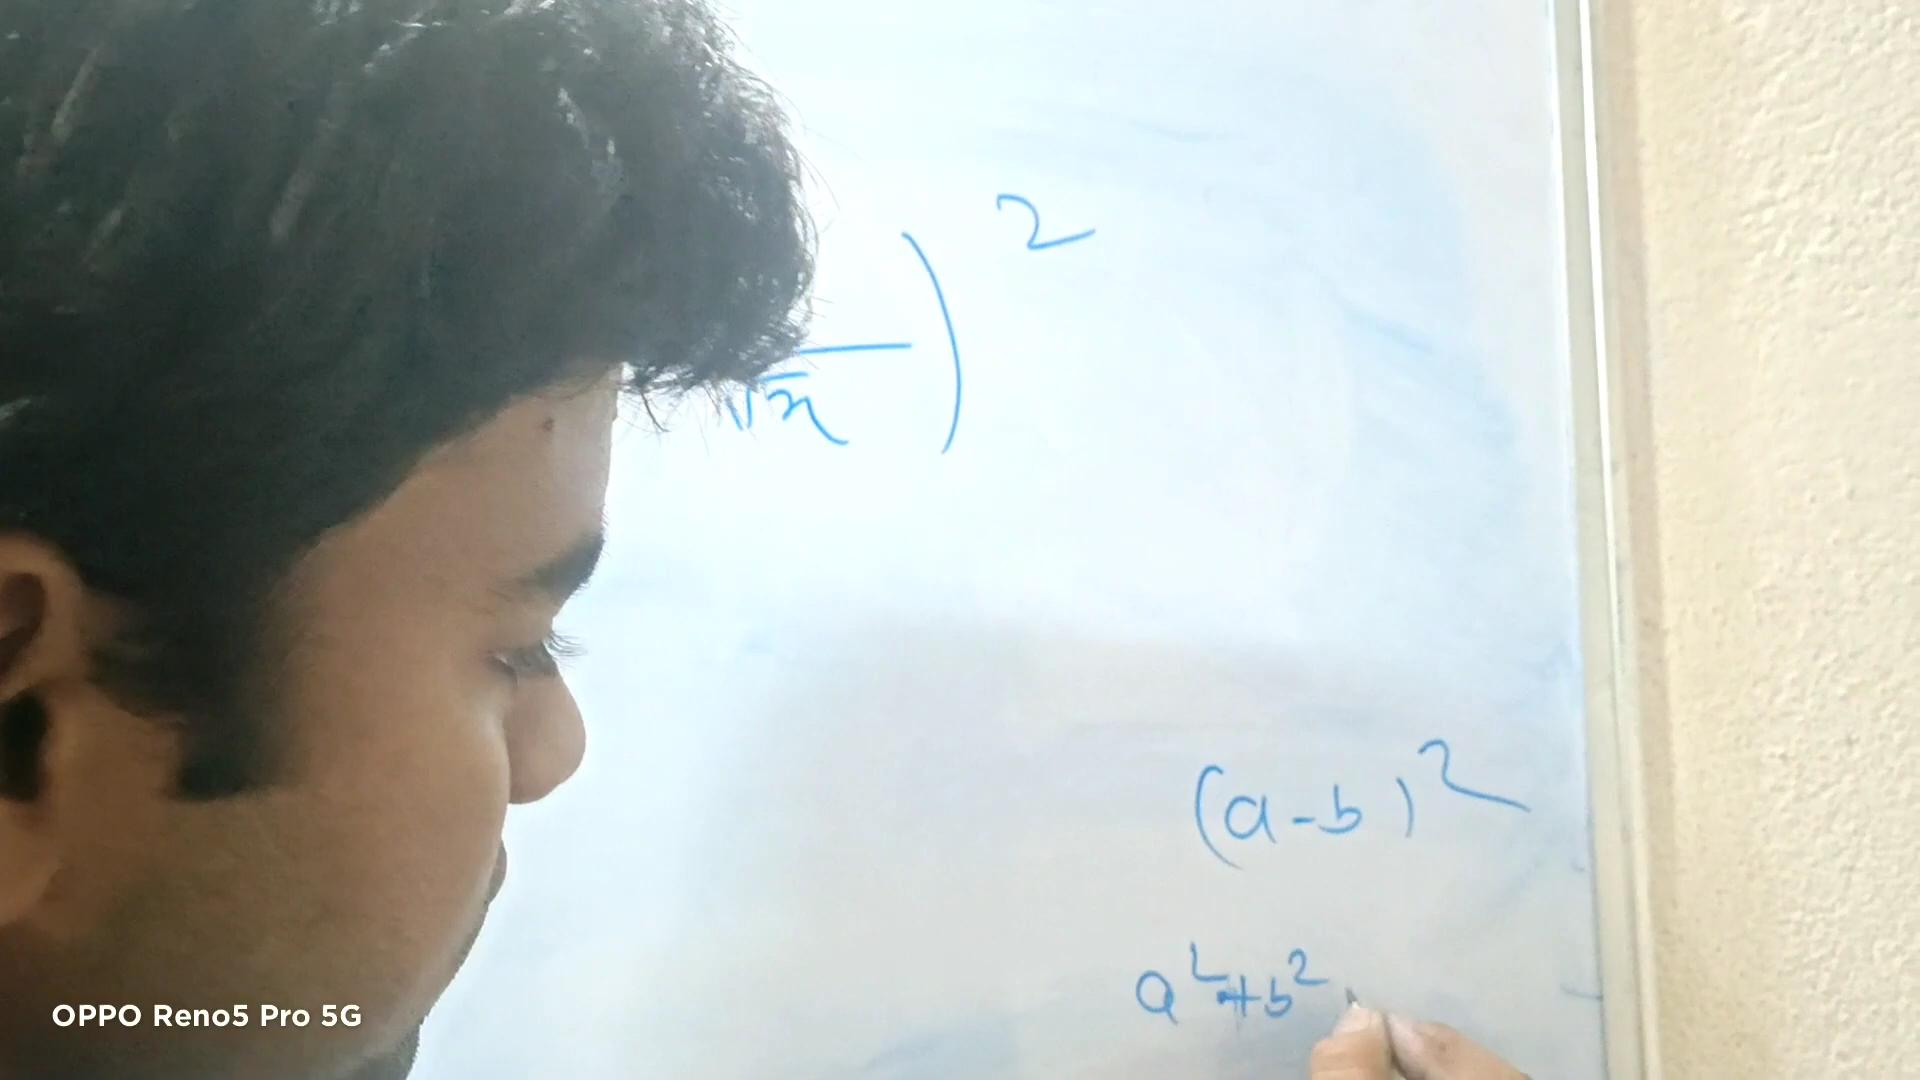 √x)²
(a-b)²
a²+b²
OPPO Reno5 Pro 5G